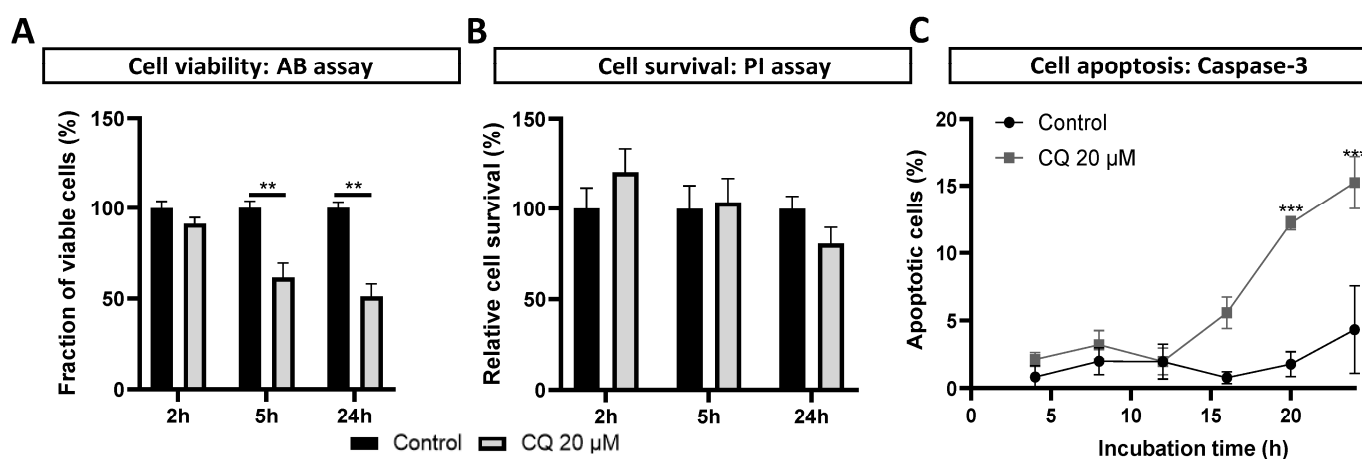 A
Cell viability: AB assay
Fraction of viable cells (%)
150
100
50
0
**
**
2h
5h
24h
B
Cell survival: PI assay
Relative cell survival (%)
150
100
50
0
2h
5h
24h
Control
CQ 20 µM
C
Cell apoptosis: Caspase-3
Apoptotic cells (%)
20
15
10
5
0
Control
CQ 20 µM
***
***
0
5
10
15
20
Incubation time (h)